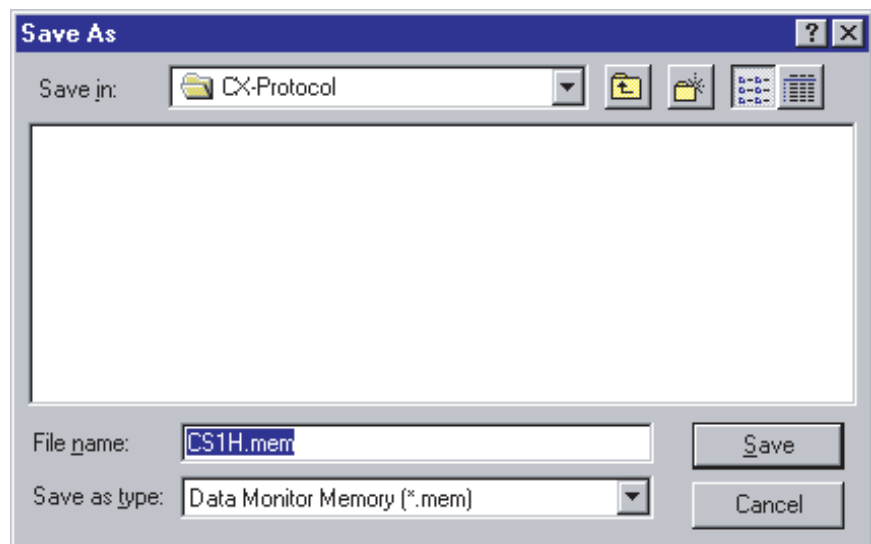 Save As
Save in: CX-Protocol
File name: CS1H.mem Save
Save as type: Data Monitor Memory (*.mem) Cancel